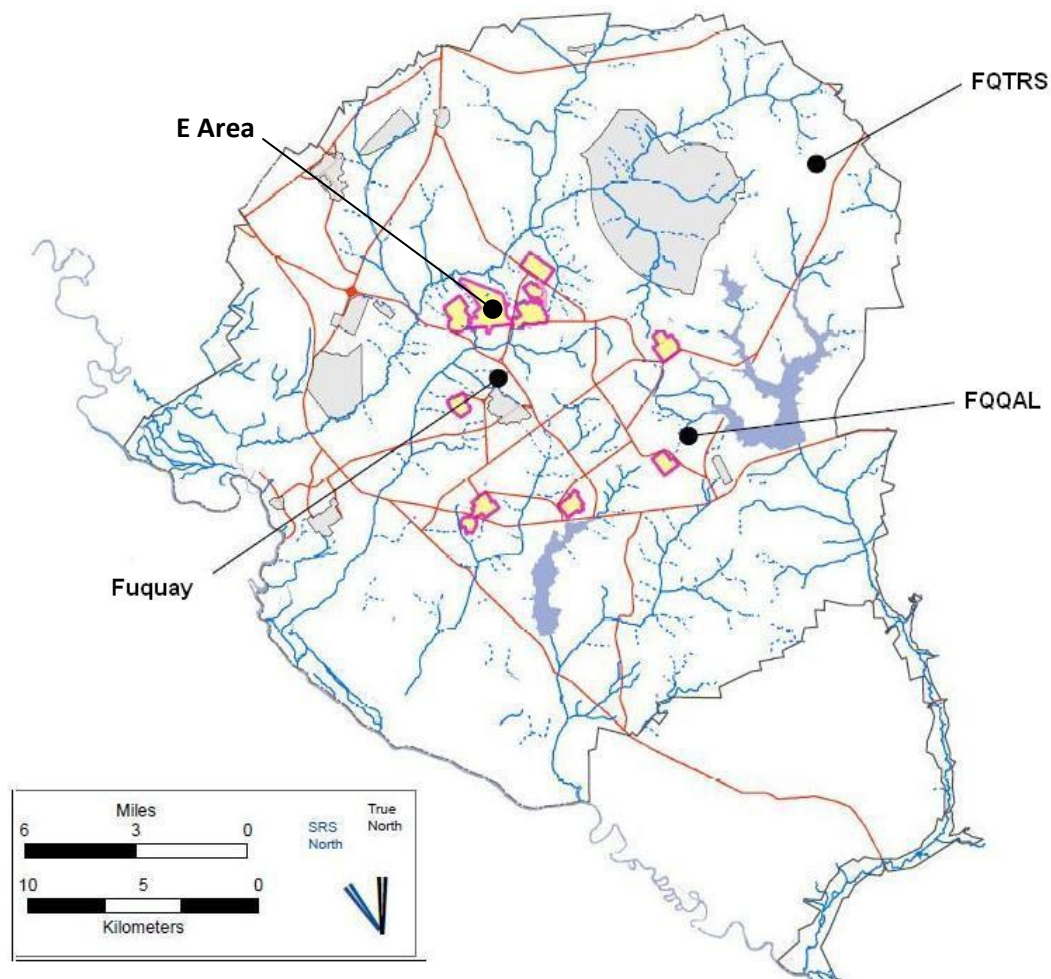 FQTRS
E Area
FQQAL
Fuquay
Miles
6 3 0
10 5 0
Kilometers
SRS
North
True
North